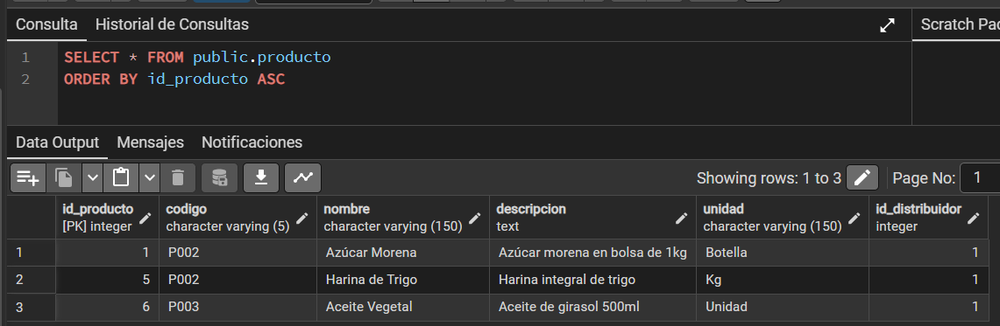 Consulta Historial de Consultas Scratch Pad
1 SELECT * FROM public.producto
2 ORDER BY id_producto ASC
Data Output Mensajes Notificaciones
Showing rows: 1 to 3 Page No: 1
id_producto codigo nombre descripcion unidad id_distribuidor
[PK] integer character varying (5) character varying (150) text character varying (150) integer
1 1 P002 Azúcar Morena Azúcar morena en bolsa de 1kg Botella 1
2 5 P002 Harina de Trigo Harina integral de trigo Kg 1
3 6 P003 Aceite Vegetal Aceite de girasol 500ml Unidad 1